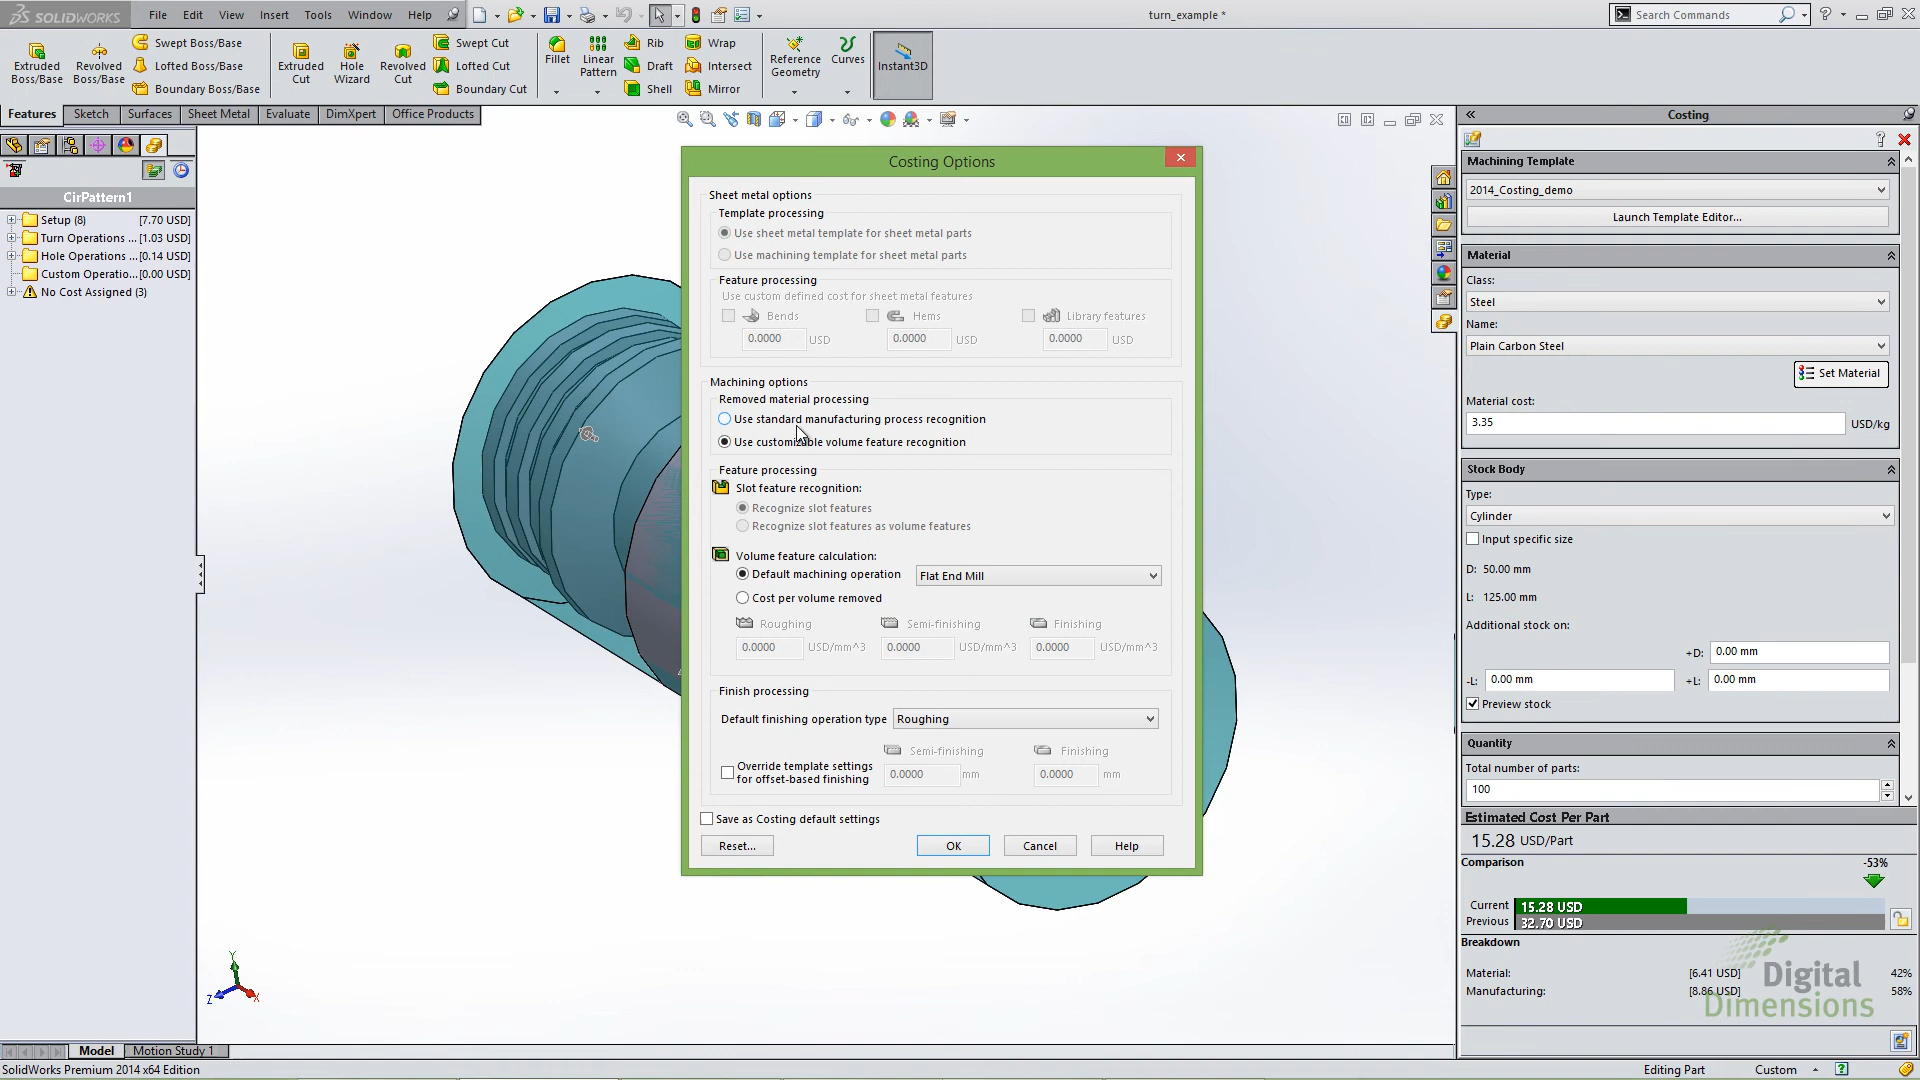 SOLIDWORKS
File Edit View Insert Tools Window Help
turn_example *
Search Commands
Extruded Boss/Base
Revolved Boss/Base
Swept Boss/Base
Lofted Boss/Base
Boundary Boss/Base
Extruded Cut
Hole Wizard
Revolved Cut
Swept Cut
Lofted Cut
Boundary Cut
Fillet
Linear Pattern
Rib
Draft
Shell
Wrap
Intersect
Mirror
Reference Geometry
Curves
Instant3D
Features Sketch Surfaces Sheet Metal Evaluate DimXpert Office Products
CirPattern1
Setup (8) [7.70 USD]
Turn Operations ... [1.03 USD]
Hole Operations ... [0.14 USD]
Custom Operatio... [0.00 USD]
No Cost Assigned (3)
Costing Options
Sheet metal options
Template processing
Use sheet metal template for sheet metal parts
Use machining template for sheet metal parts
Feature processing
Use custom defined cost for sheet metal features
Bends Hems Library features
0.0000 USD 0.0000 USD 0.0000 USD
Machining options
Removed material processing
Use standard manufacturing process recognition
Use customizable volume feature recognition
Feature processing
Slot feature recognition:
Recognize slot features
Recognize slot features as volume features
Volume feature calculation:
Default machining operation Flat End Mill
Cost per volume removed
Roughing Semi-finishing Finishing
0.0000 USD/mm^3 0.0000 USD/mm^3 0.0000 USD/mm^3
Finish processing
Default finishing operation type Roughing
Semi-finishing Finishing
Override template settings
for offset-based finishing 0.0000 mm 0.0000 mm
Save as Costing default settings
Reset... OK Cancel Help
Costing
Machining Template
2014_Costing_demo
Launch Template Editor...
Material
Class:
Steel
Name:
Plain Carbon Steel
Set Material
Material cost:
3.35 USD/kg
Stock Body
Type:
Cylinder
Input specific size
D: 50.00 mm
L: 125.00 mm
Additional stock on:
+D: 0.00 mm
-L: 0.00 mm +L: 0.00 mm
Preview stock
Quantity
Total number of parts:
100
Estimated Cost Per Part
15.28 USD/Part
Comparison -53%
Current 15.28 USD
Previous 32.70 USD
Breakdown
Material: [6.41 USD] 42%
Manufacturing: [8.86 USD] 58%
Digital
Dimensions
Y
Z X
Model Motion Study 1
SolidWorks Premium 2014 x64 Edition
Editing Part Custom